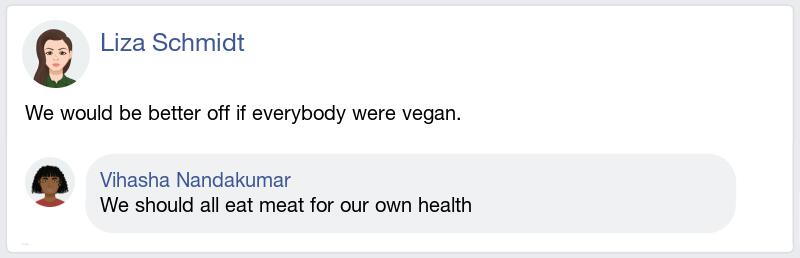 Liza Schmidt
We would be better off if everybody were vegan.
Vihasha Nandakumar
We should all eat meat for our own health